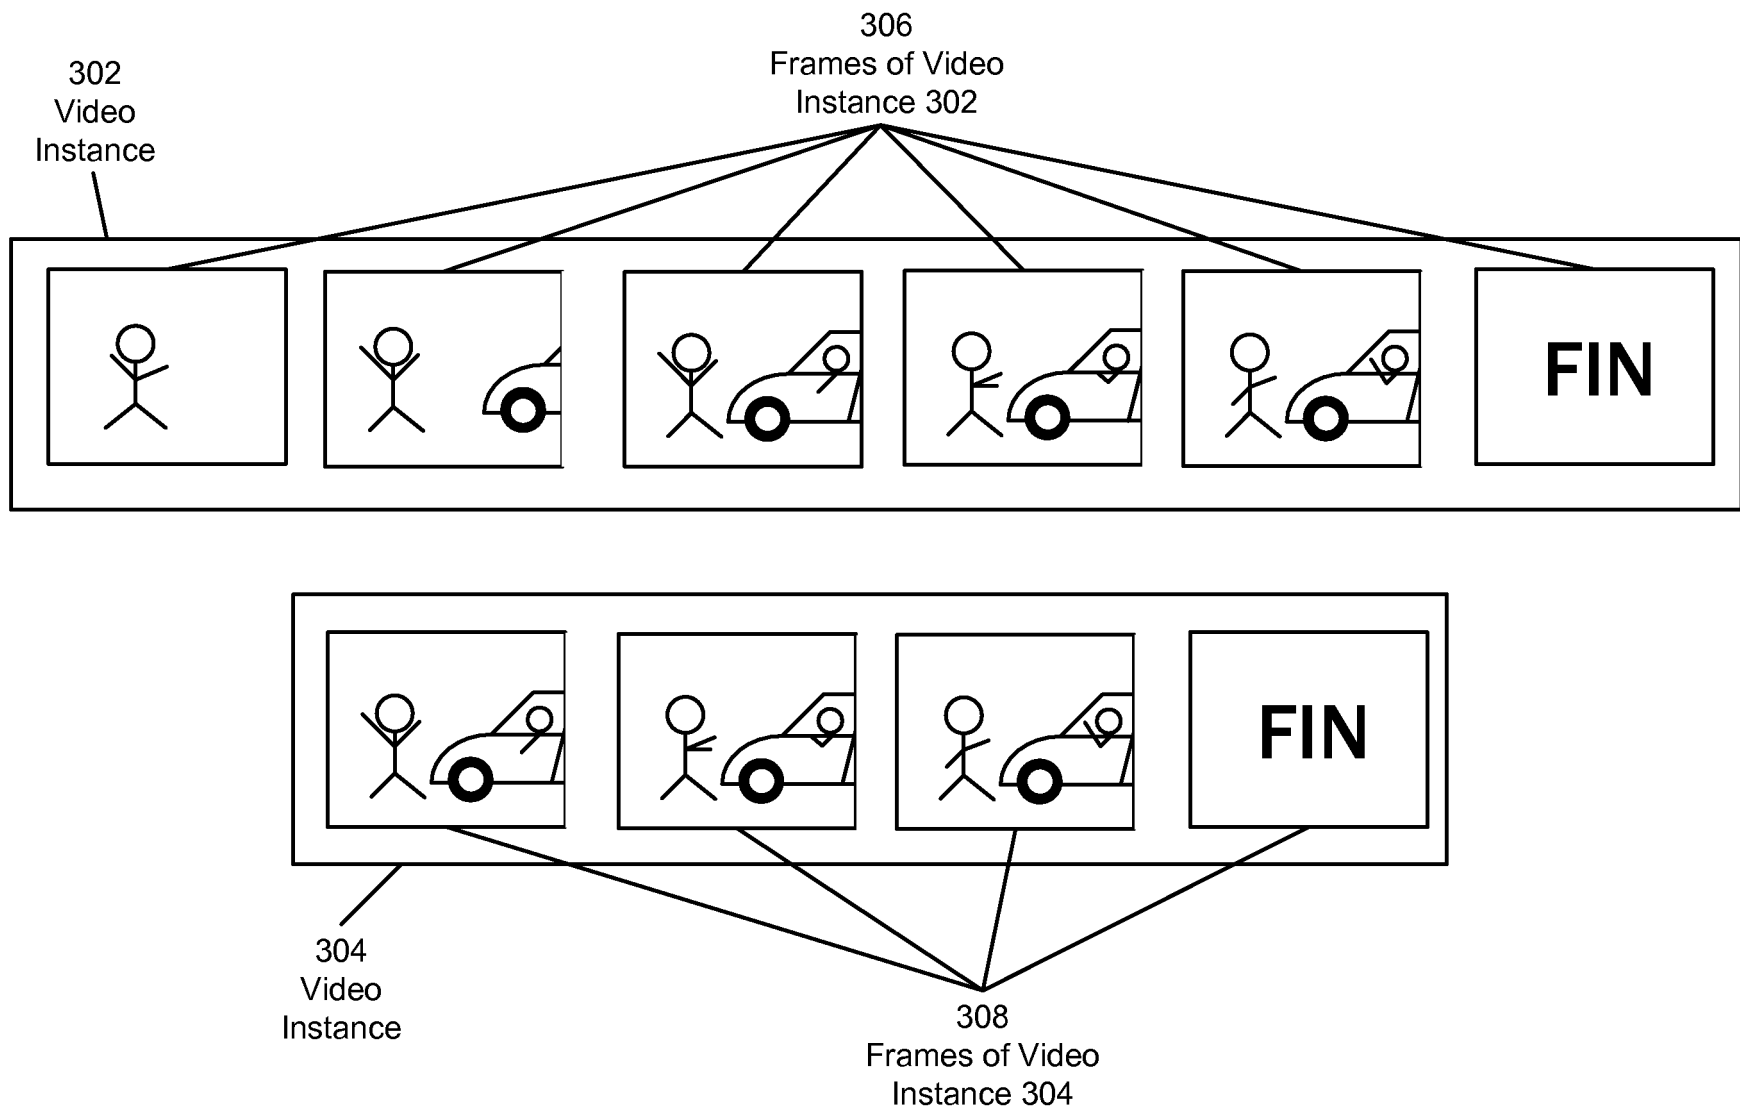 306
Frames of Video
Instance 302
302
Video
Instance
FIN
FIN
304
Video
Instance
308
Frames of Video
Instance 304